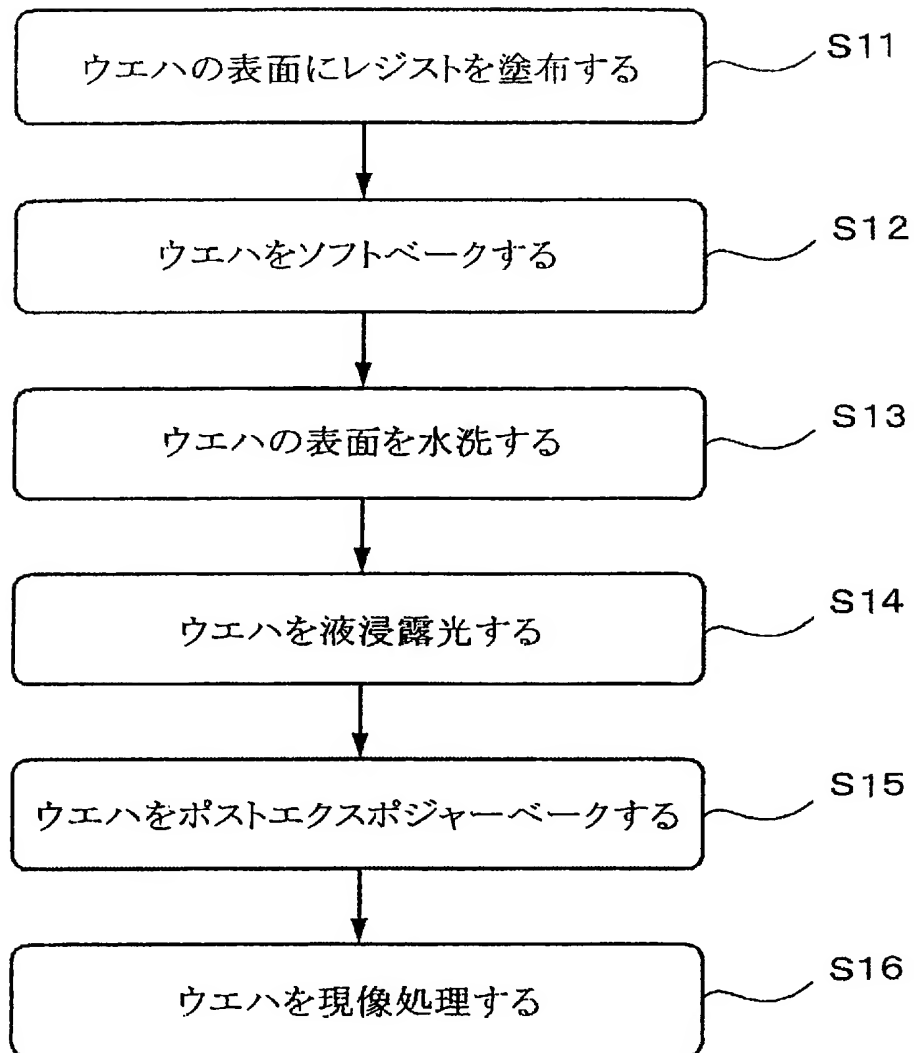 ウエハの表面にレジストを塗布する
S11
ウエハをソフトベークする
S12
ウエハの表面を水洗する
S13
ウエハを液浸露光する
S14
ウエハをポストエクスポジャーベークする
S15
ウエハを現像処理する
S16